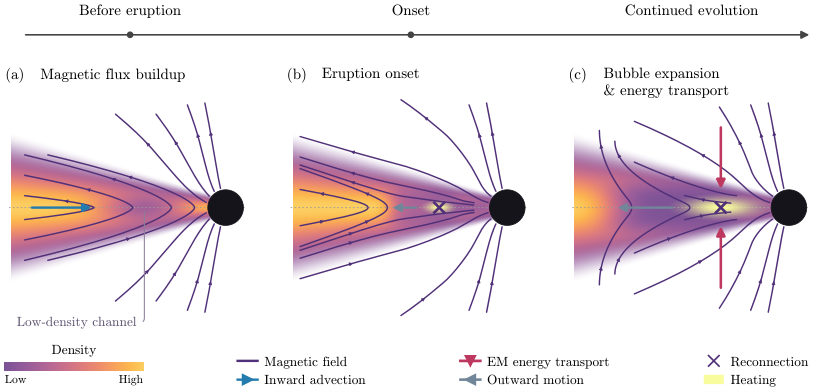 Before eruption
Onset
Continued evolution
(a) Magnetic flux buildup
(b) Eruption onset
(c) Bubble expansion
& energy transport
Low-density channel
Density
Low High
Magnetic field
Inward advection
EM energy transport
Outward motion
Reconnection
Heating